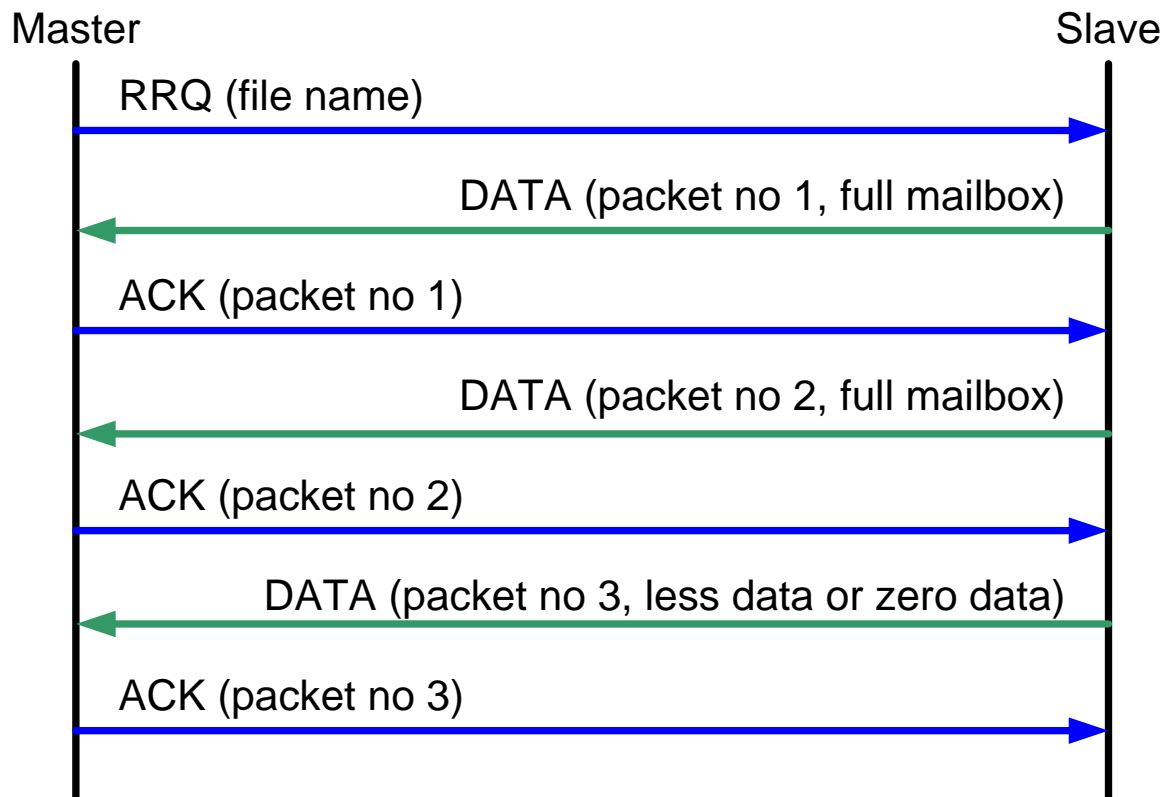 Master
Slave
RRQ (file name)
DATA (packet no 1, full mailbox)
ACK (packet no 1)
DATA (packet no 2, full mailbox)
ACK (packet no 2)
DATA (packet no 3, less data or zero data)
ACK (packet no 3)